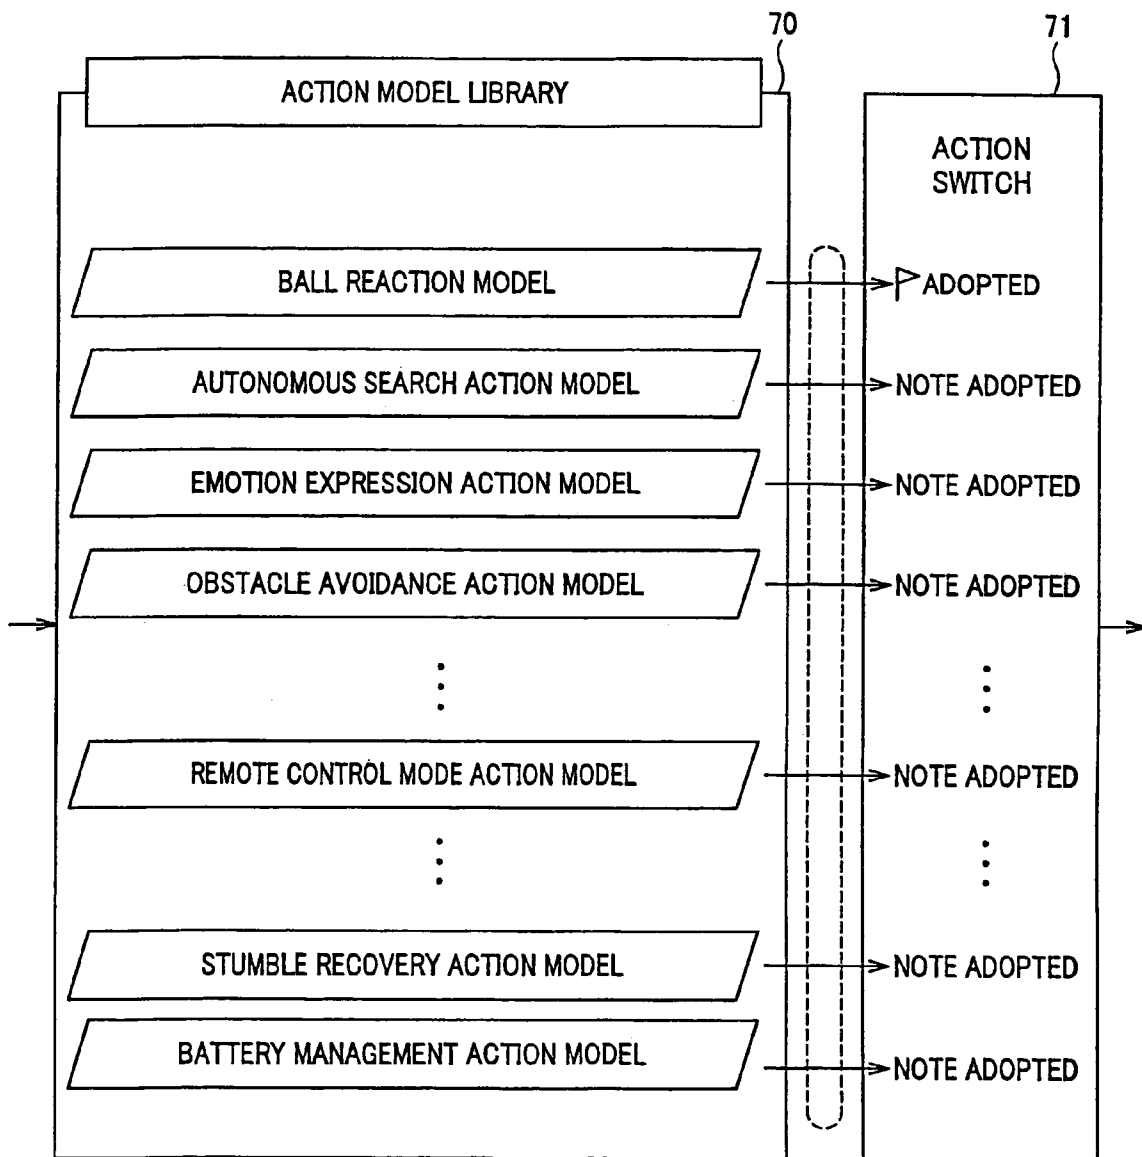 70
71
ACTION MODEL LIBRARY
ACTION
SWITCH
BALL REACTION MODEL
ADOPTED
AUTONOMOUS SEARCH ACTION MODEL
NOTE ADOPTED
EMOTION EXPRESSION ACTION MODEL
NOTE ADOPTED
OBSTACLE AVOIDANCE ACTION MODEL
NOTE ADOPTED
REMOTE CONTROL MODE ACTION MODEL
NOTE ADOPTED
STUMBLE RECOVERY ACTION MODEL
NOTE ADOPTED
BATTERY MANAGEMENT ACTION MODEL
NOTE ADOPTED